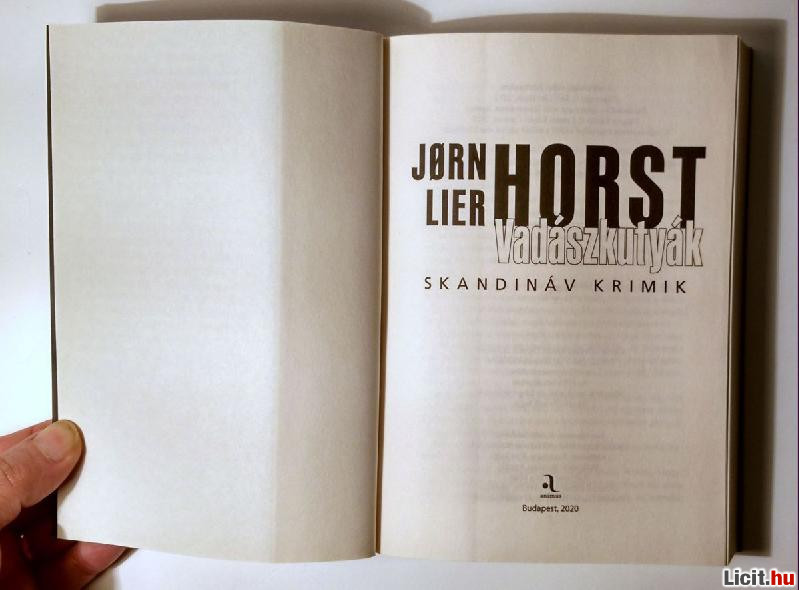 JØRN
LIER
HORST
Vadászkutyák
SKANDINÁV KRIMIK
animus
Budapest, 2020
Licit.hu